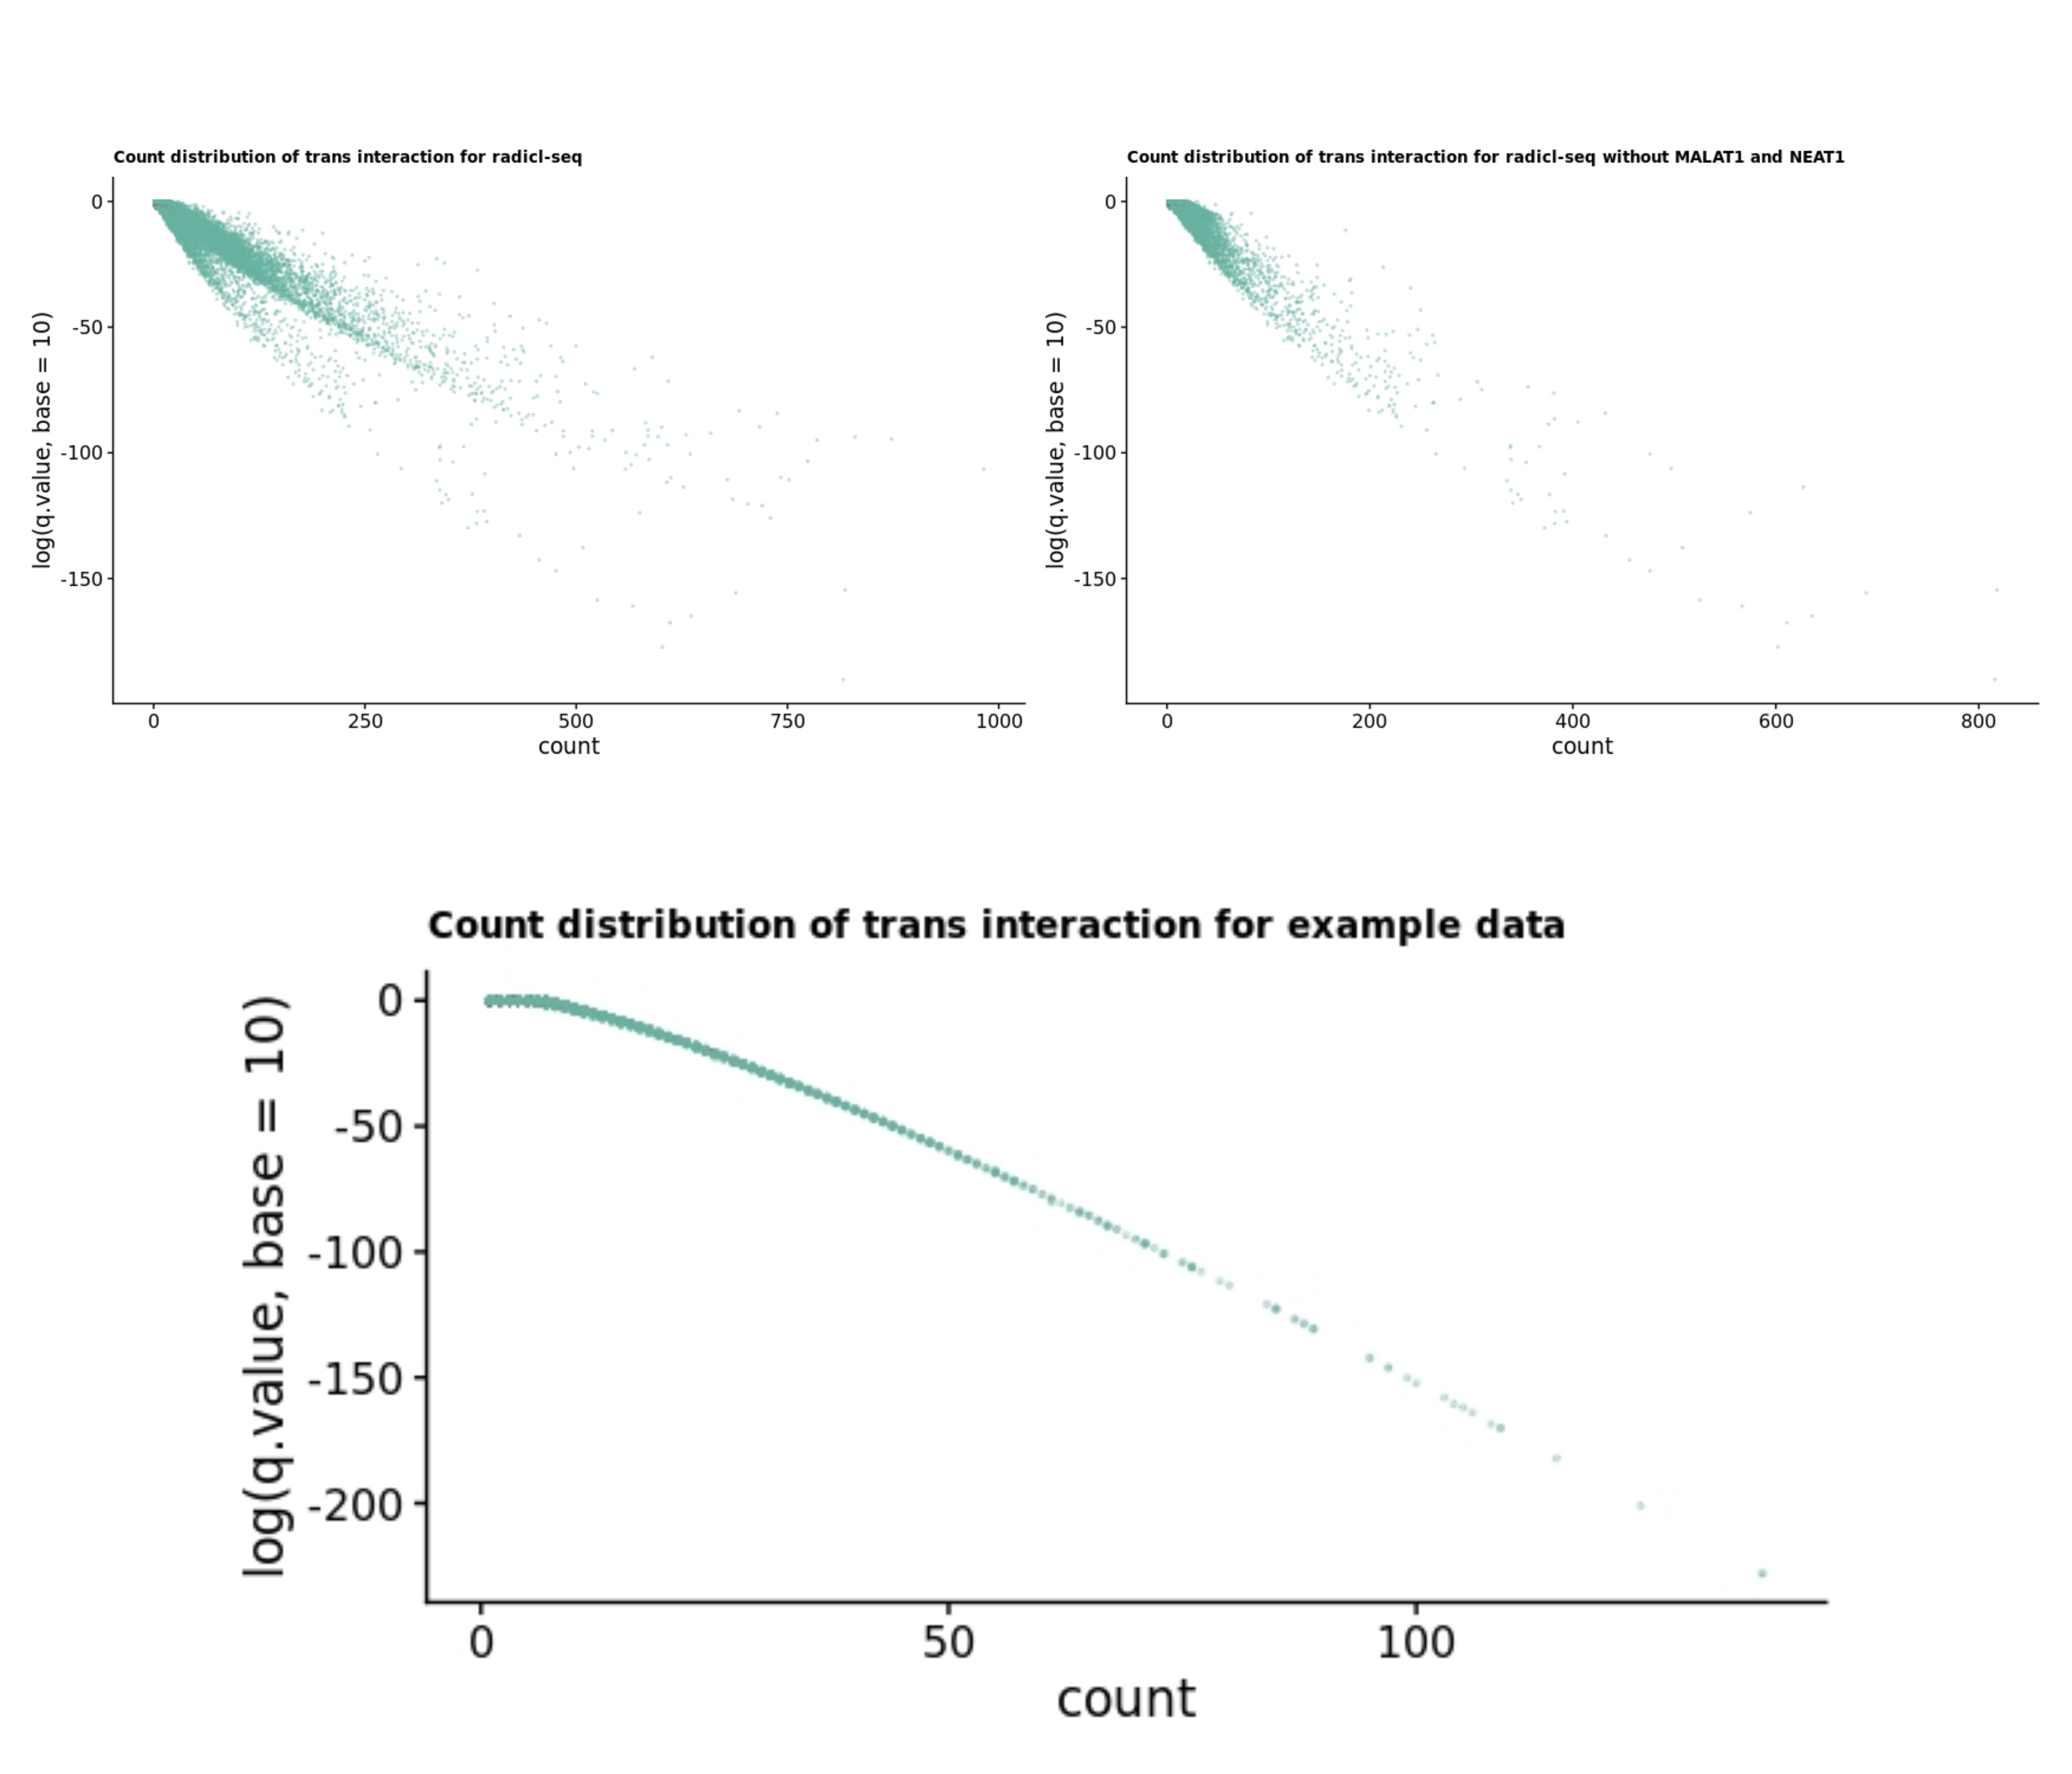 Count distribution of trans interaction for radicl-seq
0
-50
-100
-150
log(q.value, base = 10)
0 250 500 750 1000
count
Count distribution of trans interaction for radicl-seq without MALAT1 and NEAT1
0
-50
-100
-150
log(q.value, base = 10)
0 200 400 600 800
count
Count distribution of trans interaction for example data
0
-50
-100
-150
-200
log(q.value, base = 10)
0 50 100
count